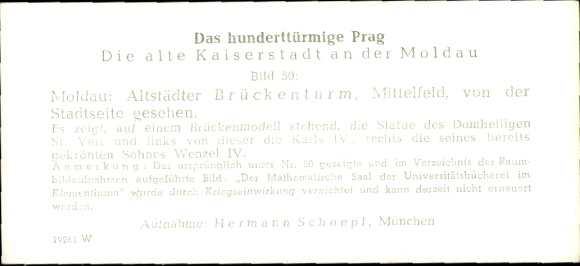 Das hunderttürmige Prag
Die alte Kaiserstadt an der Moldau
Bild 50:
Moldau: Altstädter Brückenturm, Mittelfeld, von der
Stadtseite gesehen.
Es zeigt, auf einem Brückenmodell stehend, die Statue des Domheiligen
St. Veit und links von dieser die Karls IV., rechts die seines bereits
gekrönten Sohnes Wenzel IV.
Anmerkung: Das ursprünglich unter Nr. 50 gezeigte und im Verzeichnis der Raum-
bildaufnahmen aufgeführte Bild: „Der Mathematische Saal der Universitätsbücherei im
Klementinum" wurde durch Kriegseinwirkung vernichtet und kann derzeit nicht erneuert
werden.
Aufnahme: Hermann Schoepf, München
19261 W